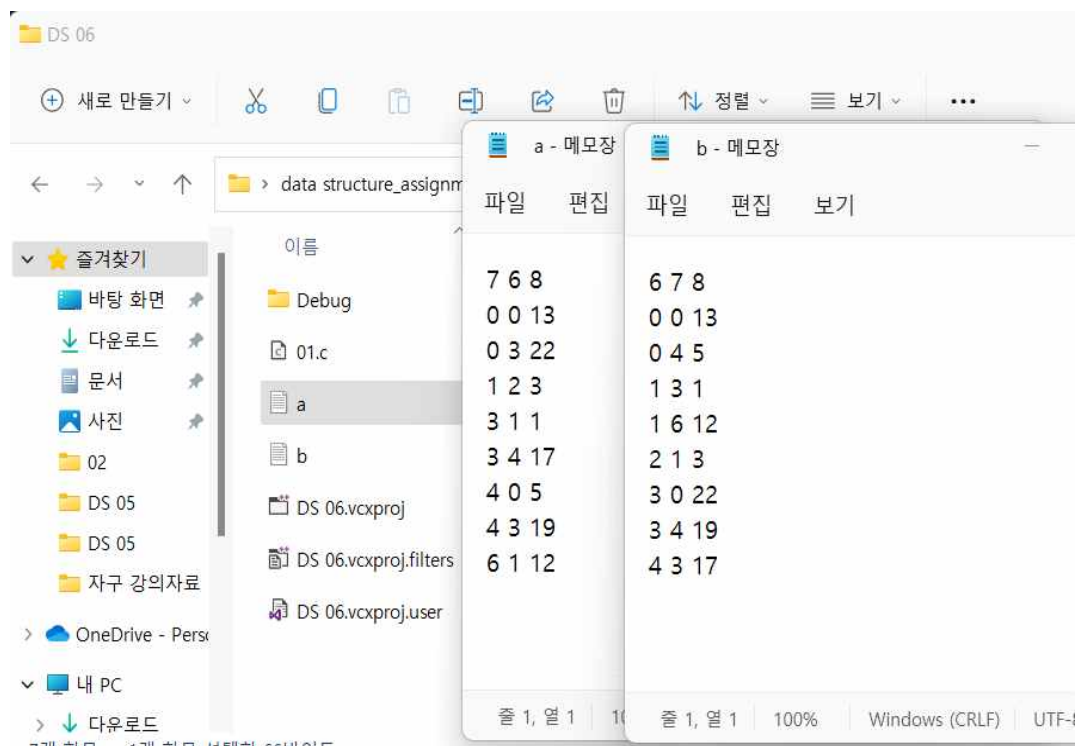 DS 06
새로 만들기
정렬
보기
data structure_assignm
a - 메모장
파일 편집
b - 메모장
파일 편집 보기
즐겨찾기
바탕 화면
다운로드
문서
사진
02
DS 05
DS 05
자구 강의자료
OneDrive - Perso
내 PC
다운로드
이름
Debug
01.c
a
b
DS 06.vcxproj
DS 06.vcxproj.filters
DS 06.vcxproj.user
7 6 8
0 0 13
0 3 22
1 2 3
3 1 1
3 4 17
4 0 5
4 3 19
6 1 12
줄 1, 열 1
6 7 8
0 0 13
0 4 5
1 3 1
1 6 12
2 1 3
3 0 22
3 4 19
4 3 17
줄 1, 열 1 100% Windows (CRLF) UTF-8